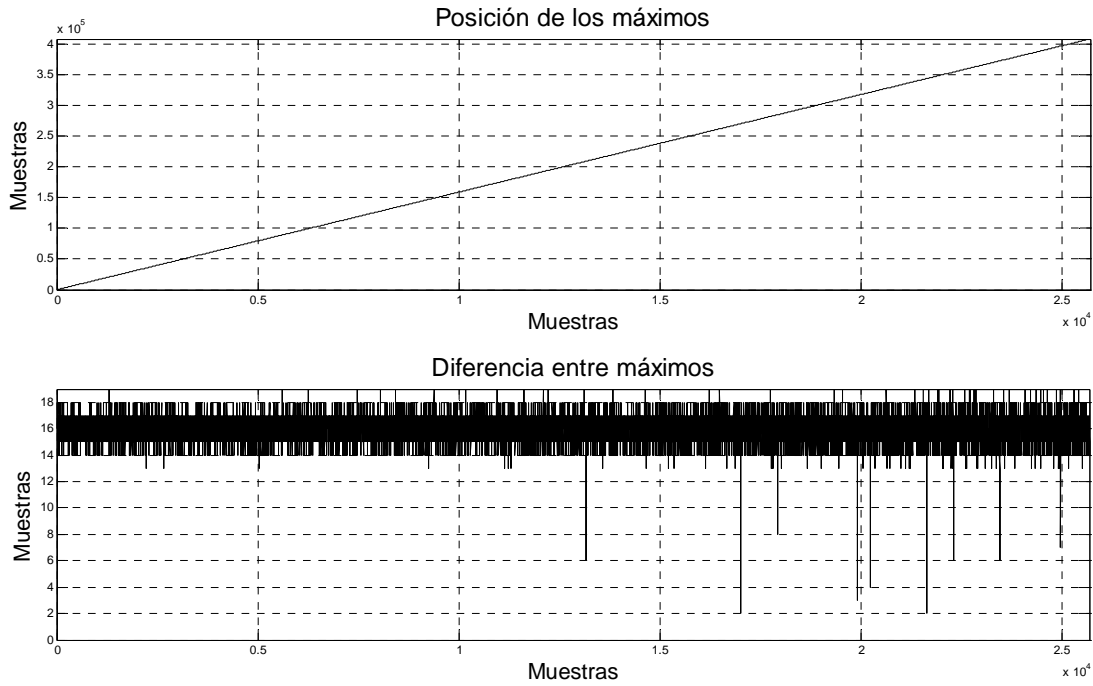 Posición de los máximos
x 10^5
4
3.5
3
2.5
2
1.5
1
0.5
0
Muestras
0 0.5 1 1.5 2 2.5
Muestras
x 10^4
Diferencia entre máximos
18
16
14
12
10
8
6
4
2
0
Muestras
0 0.5 1 1.5 2 2.5
Muestras
x 10^4